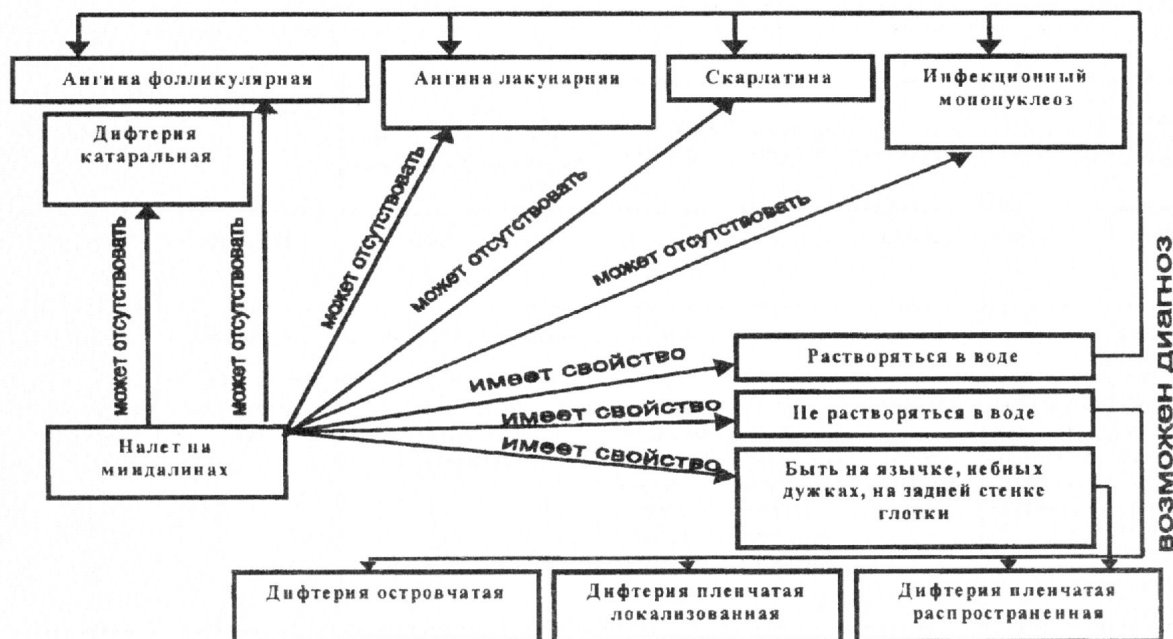 Ангина фолликулярная
Ангина лакунарная
Скарлатина
Инфекционный
мононуклеоз
Дифтерия
катаральная
может отсутствовать
может отсутствовать
может отсутствовать
может отсутствовать
может отсутствовать
имеет свойство
Растворяться в воде
имеет свойство
Не растворяться в воде
имеет свойство
Быть на язычке, небных
дужках, на задней стенке
глотки
Налет на
миндалинах
возможен диагноз
Дифтерия островчатая
Дифтерия пленчатая
локализованная
Дифтерия пленчатая
распространенная